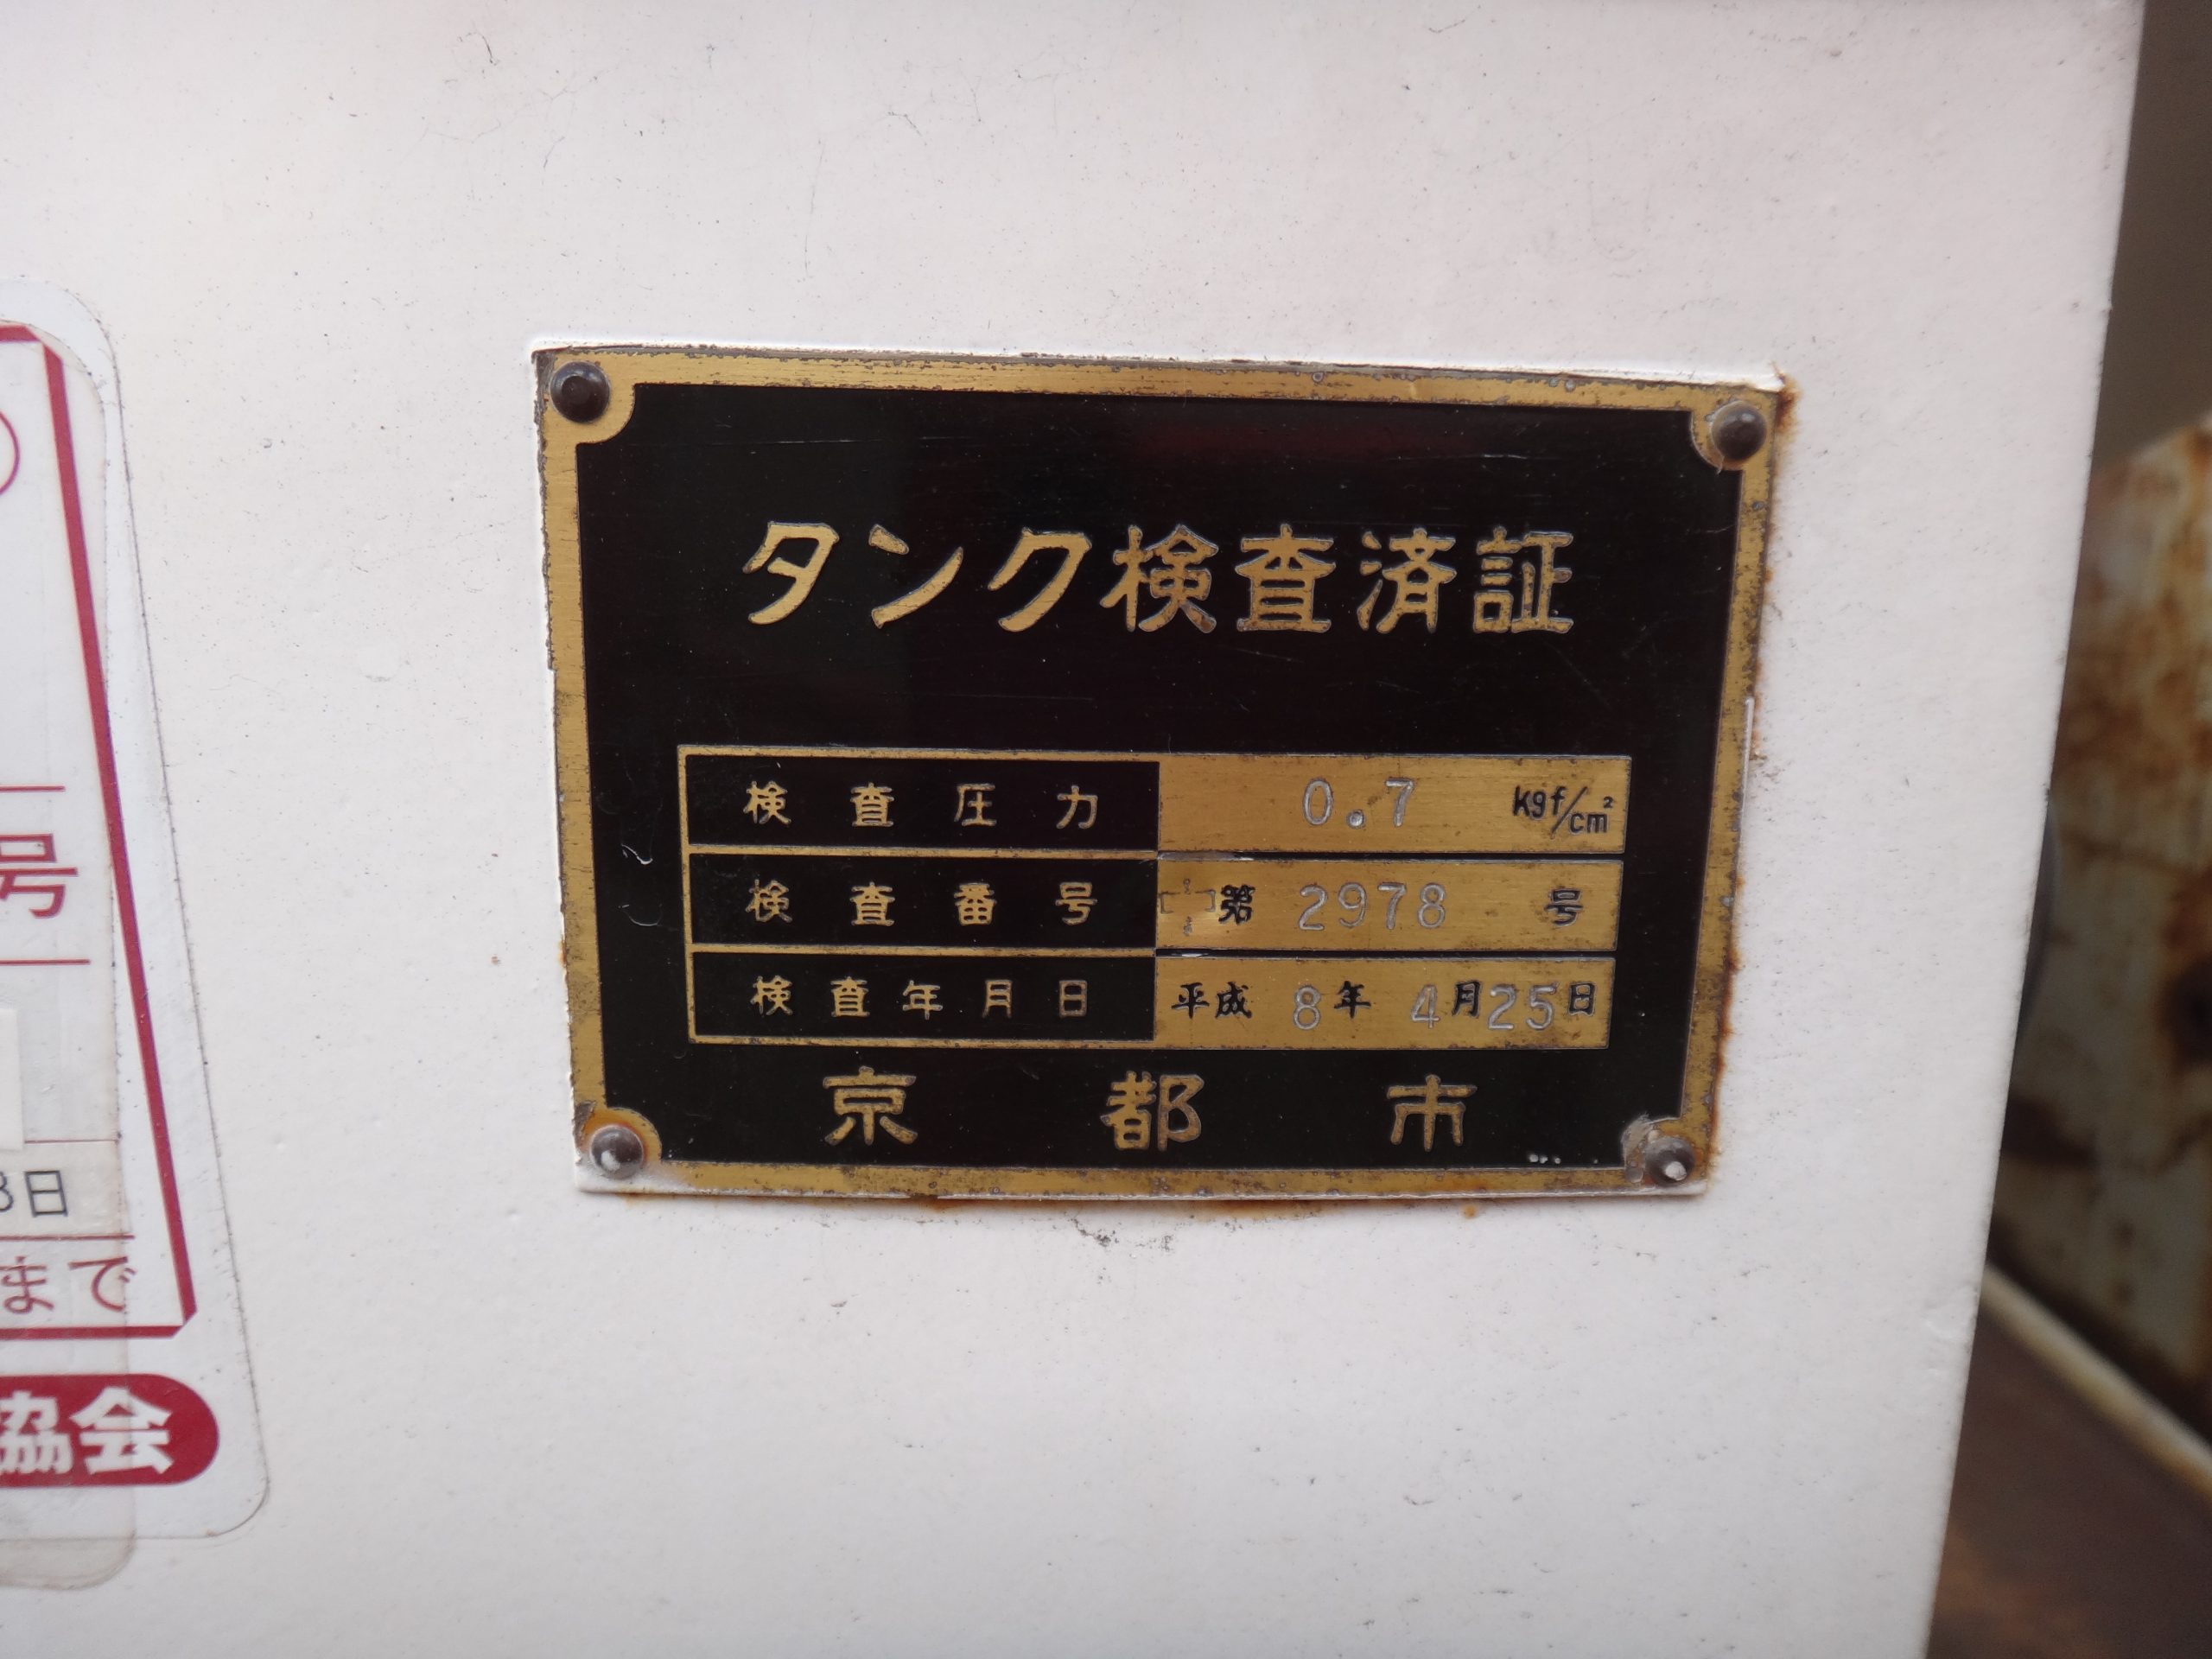 タンク検査済証
検査圧力 0.7 kgf/cm²
検査番号 第 2978 号
検査年月日 平成 8年 4月25日
京都市
号
日
まで
協会